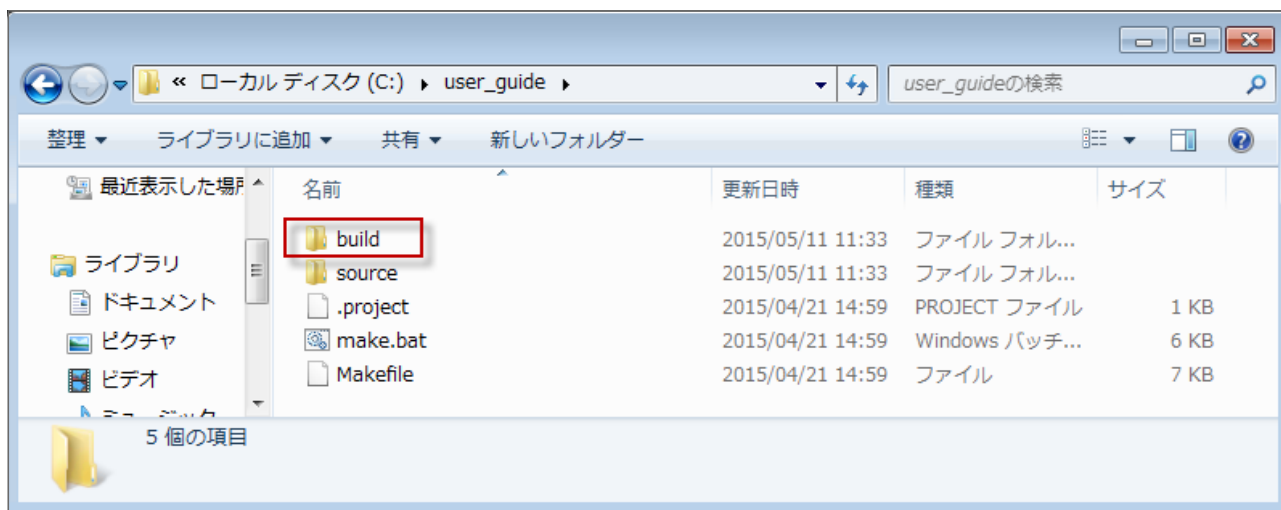 « ローカル ディスク (C:) ▸ user_guide ▸ user_guideの検索
整理 ▼ ライブラリに追加 ▼ 共有 ▼ 新しいフォルダー
最近表示した場所
名前 更新日時 種類 サイズ
build 2015/05/11 11:33 ファイル フォル...
ライブラリ
source 2015/05/11 11:33 ファイル フォル...
ドキュメント
.project 2015/04/21 14:59 PROJECT ファイル 1 KB
ピクチャ
make.bat 2015/04/21 14:59 Windows バッチ... 6 KB
ビデオ
Makefile 2015/04/21 14:59 ファイル 7 KB
5 個の項目